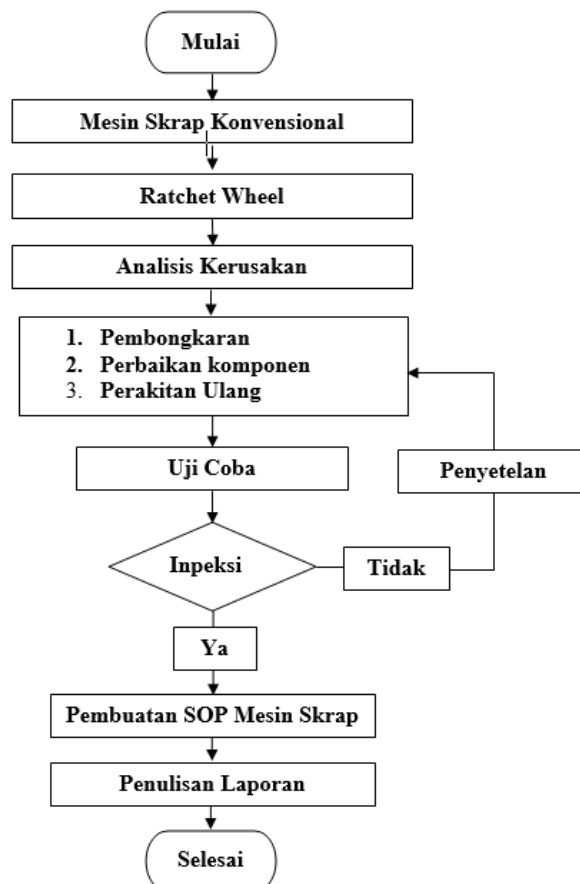 Mulai
Mesin Skrap Konvensional
Ratchet Wheel
Analisis Kerusakan
1. Pembongkaran
2. Perbaikan komponen
3. Perakitan Ulang
Uji Coba
Penyetelan
Inpeksi
Tidak
Ya
Pembuatan SOP Mesin Skrap
Penulisan Laporan
Selesai